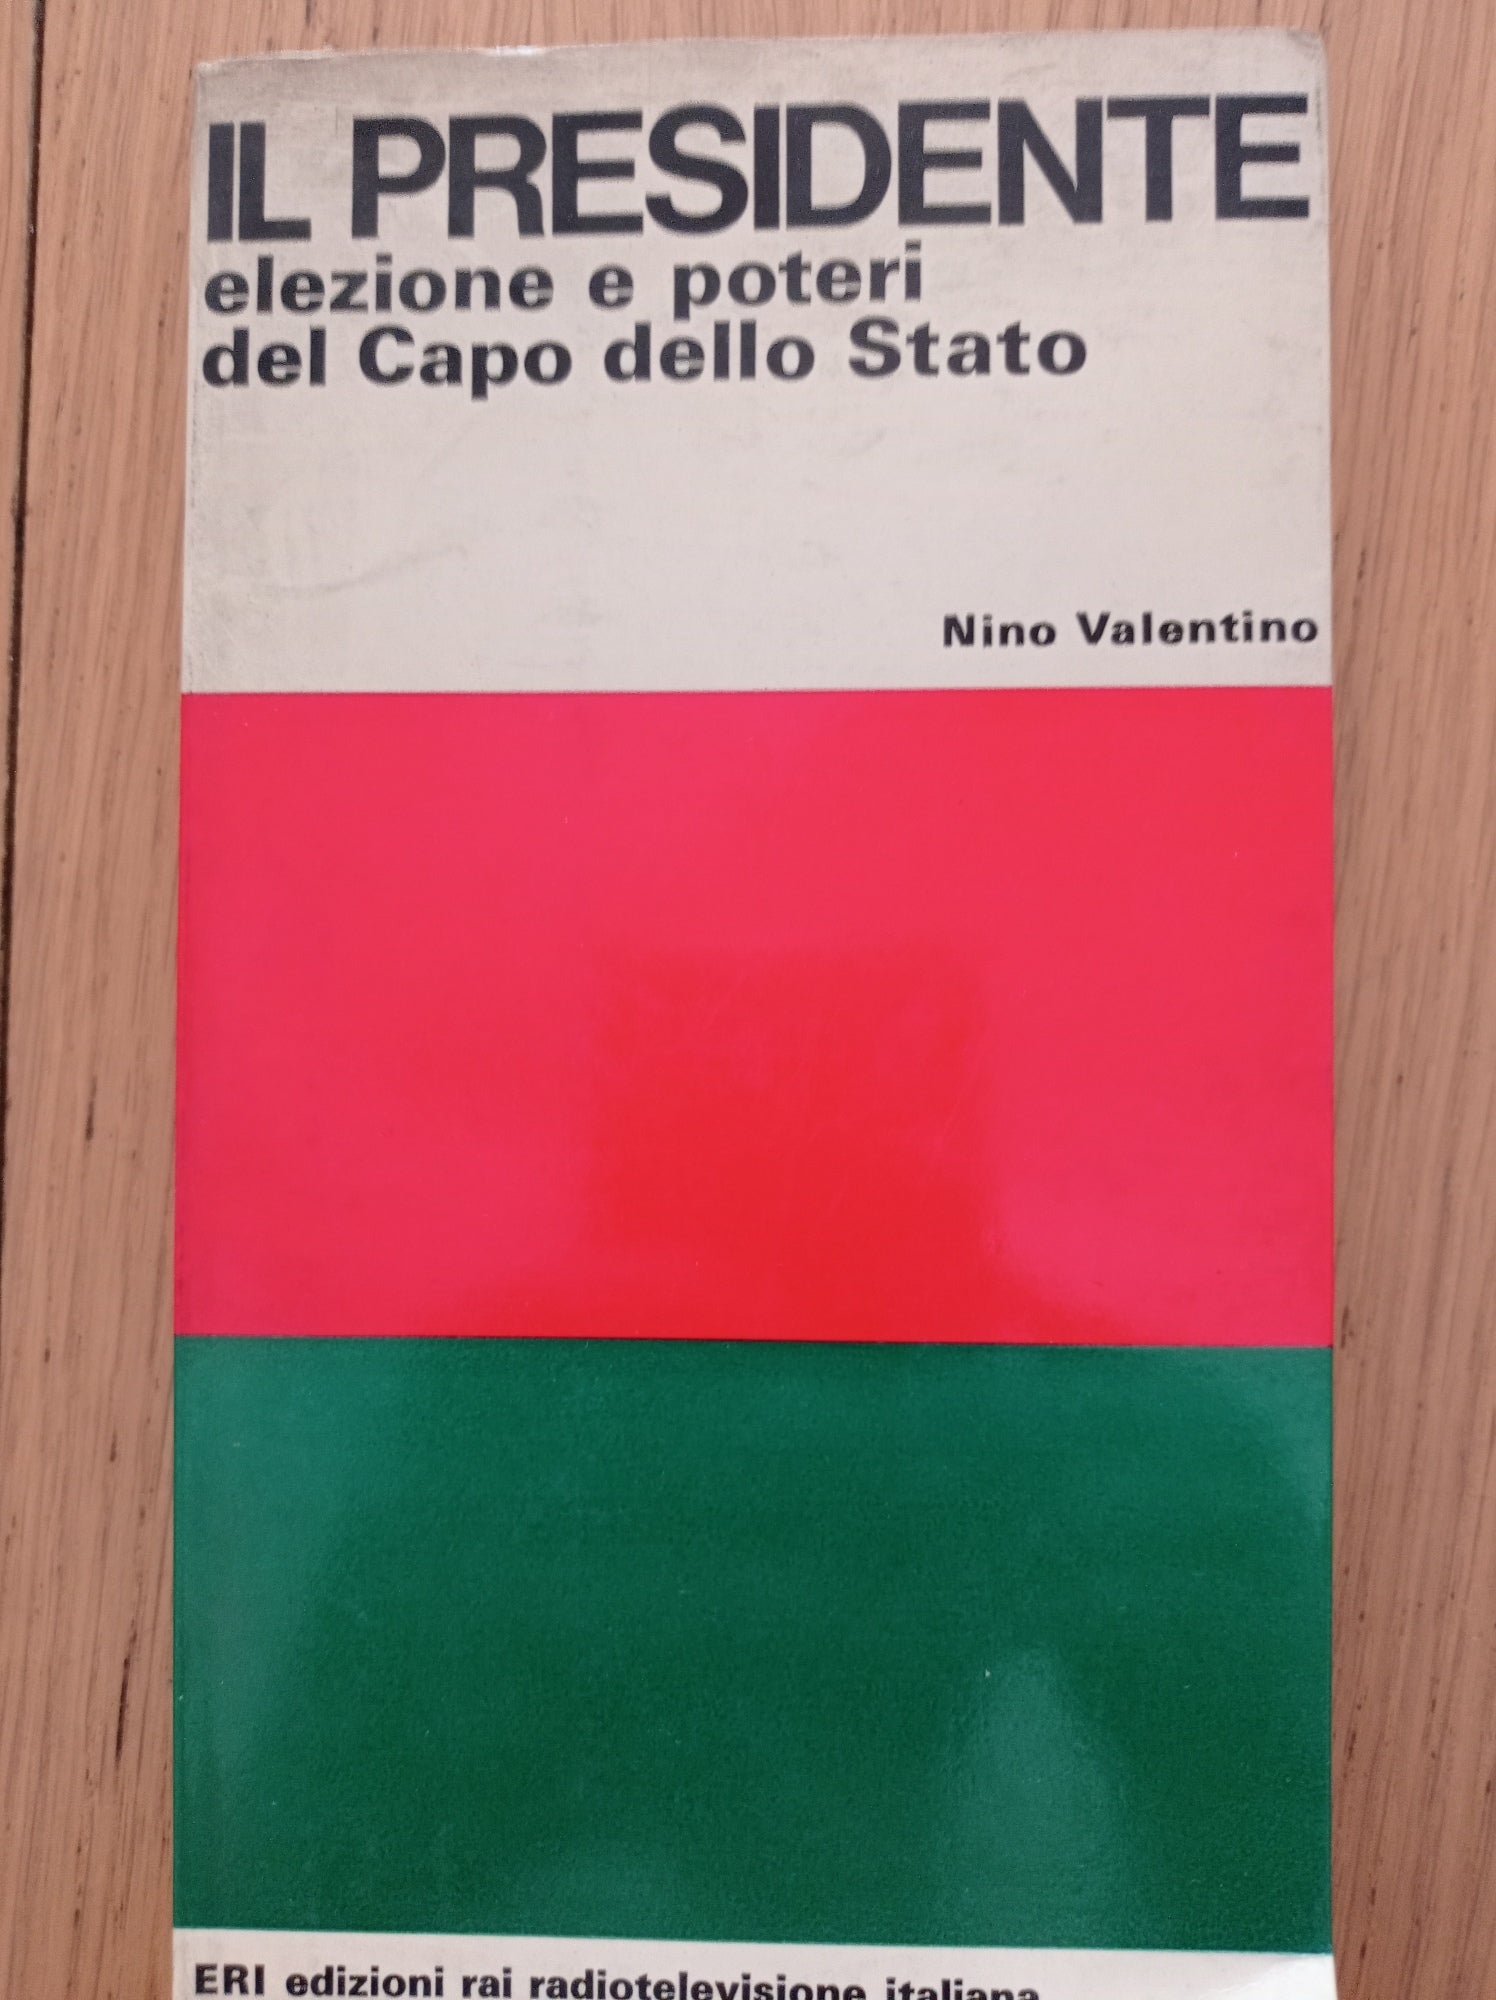 IL PRESIDENTE
elezione e poteri
del Capo dello Stato
Nino Valentino
ERI edizioni rai radiotelevisione italiana